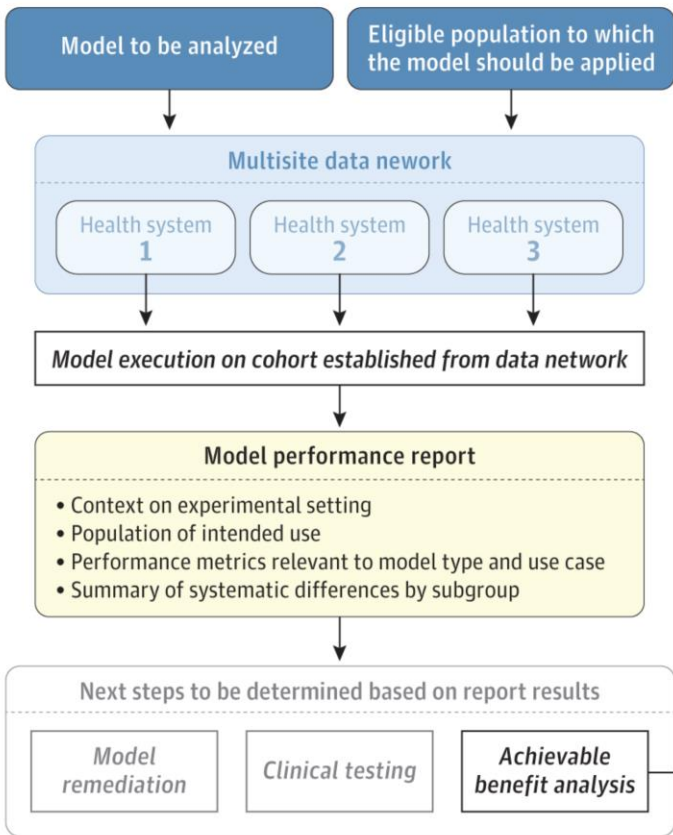 Model to be analyzed
Eligible population to which
the model should be applied
Multisite data nework
Health system
1
Health system
2
Health system
3
Model execution on cohort established from data network
Model performance report
• Context on experimental setting
• Population of intended use
• Performance metrics relevant to model type and use case
• Summary of systematic differences by subgroup
Next steps to be determined based on report results
Model
remediation
Clinical testing
Achievable
benefit analysis